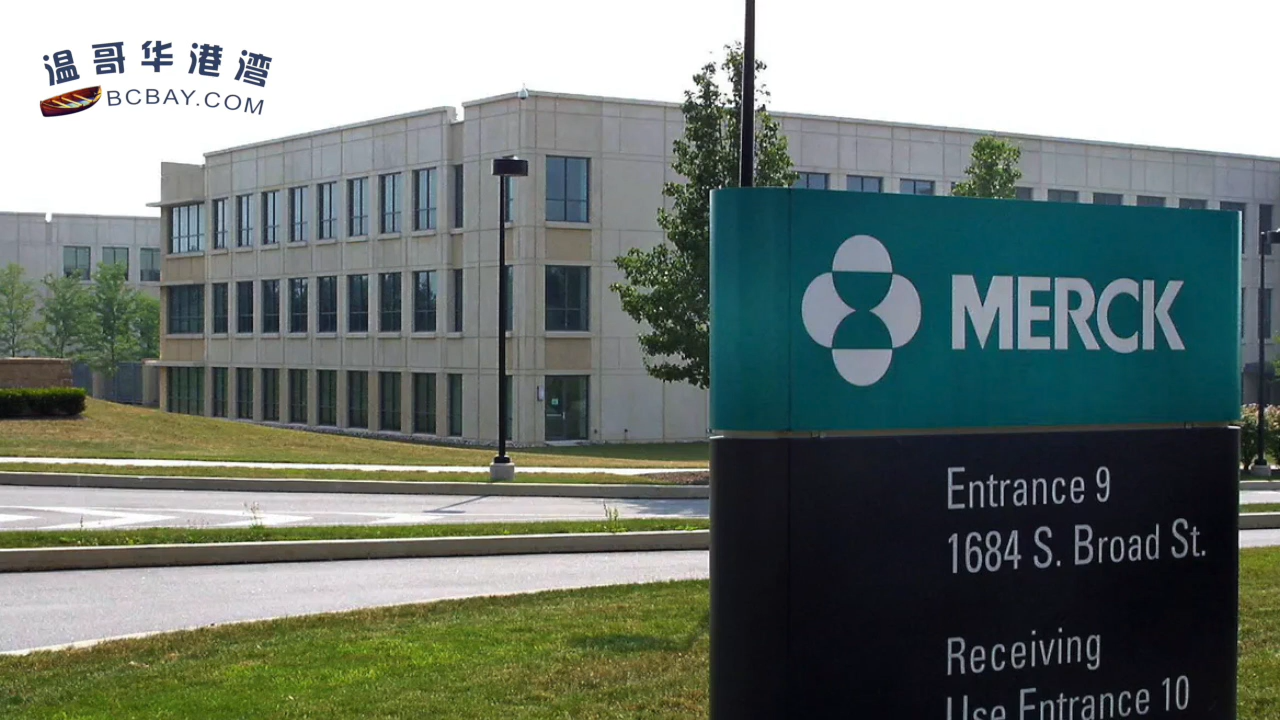 温哥华港湾
BCBAY.COM
MERCK
Entrance 9
1684 S. Broad St.
Receiving
Use Entrance 10